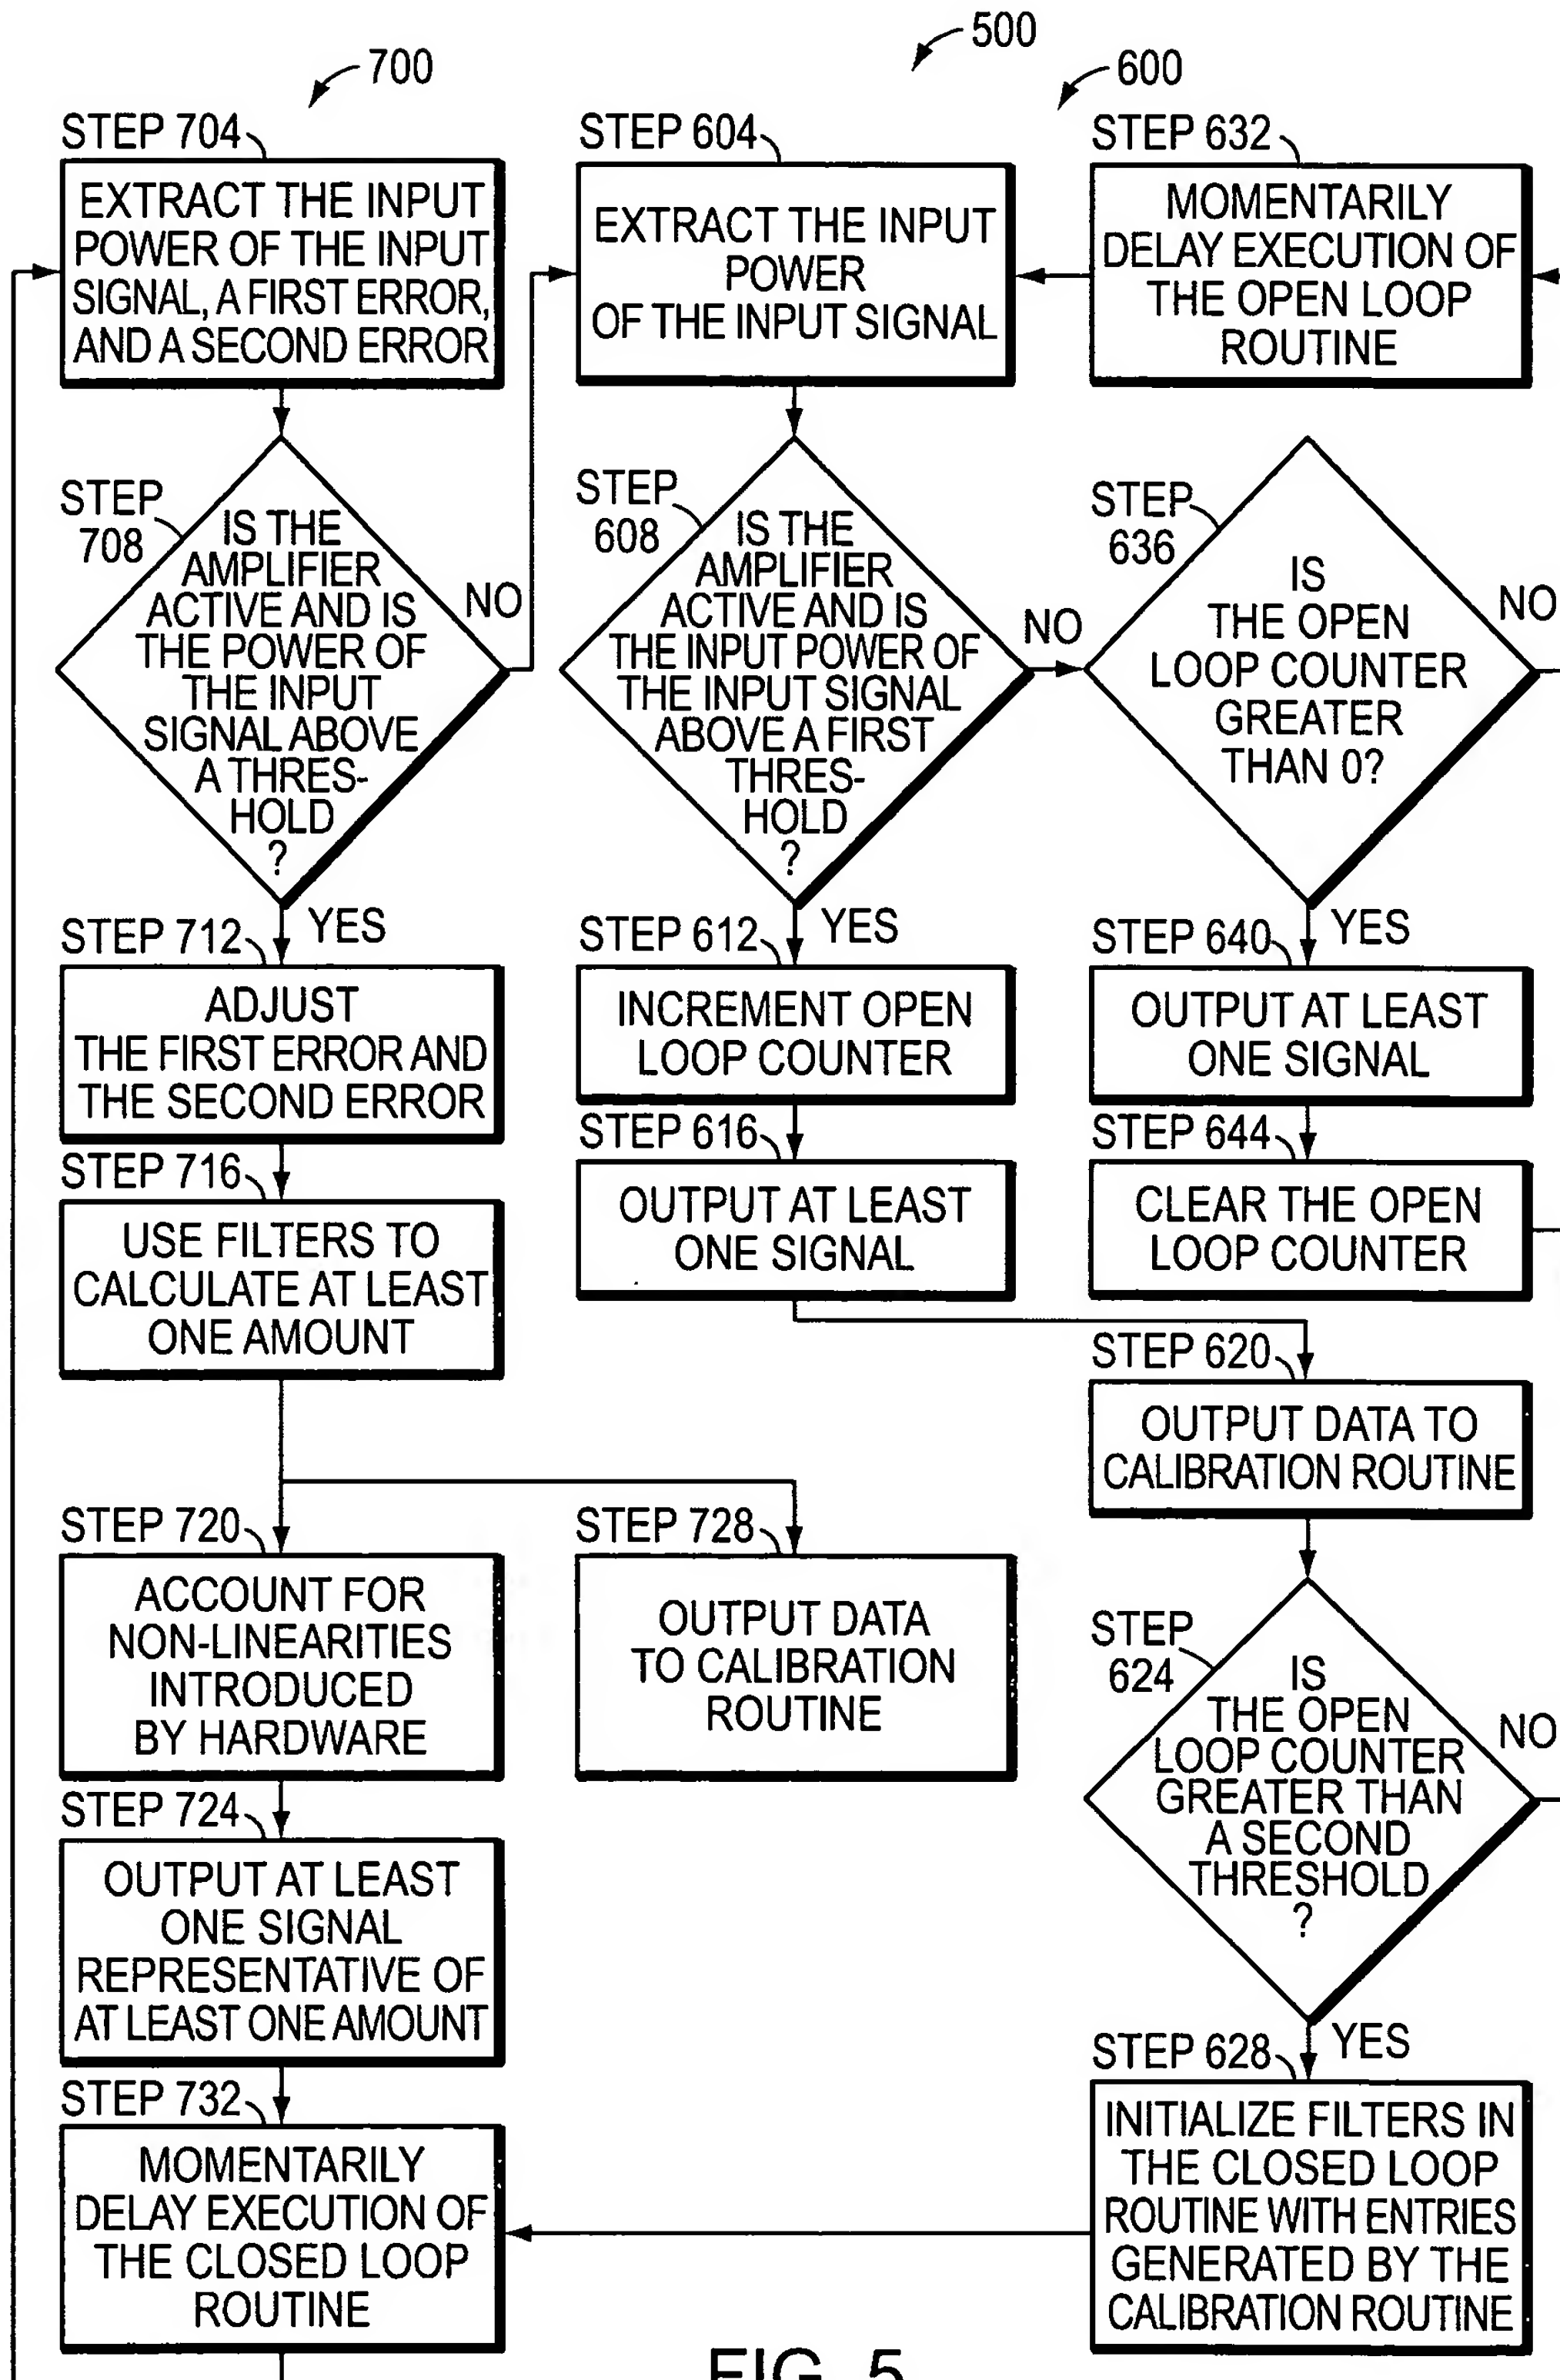 500
700
600
STEP 704
EXTRACT THE INPUT
POWER OF THE INPUT
SIGNAL, A FIRST ERROR,
AND A SECOND ERROR
STEP 604
EXTRACT THE INPUT
POWER
OF THE INPUT SIGNAL
STEP 632
MOMENTARILY
DELAY EXECUTION OF
THE OPEN LOOP
ROUTINE
STEP
708
IS THE
AMPLIFIER
ACTIVE AND IS
THE POWER OF
THE INPUT
SIGNAL ABOVE
A THRES-
HOLD
?
NO
YES
STEP
608
IS THE
AMPLIFIER
ACTIVE AND IS
THE INPUT POWER OF
THE INPUT SIGNAL
ABOVE A FIRST
THRES-
HOLD
?
NO
YES
STEP
636
IS
THE OPEN
LOOP COUNTER
GREATER
THAN 0?
NO
YES
STEP 712
ADJUST
THE FIRST ERROR AND
THE SECOND ERROR
STEP 612
INCREMENT OPEN
LOOP COUNTER
STEP 640
OUTPUT AT LEAST
ONE SIGNAL
STEP 716
USE FILTERS TO
CALCULATE AT LEAST
ONE AMOUNT
STEP 616
OUTPUT AT LEAST
ONE SIGNAL
STEP 644
CLEAR THE OPEN
LOOP COUNTER
STEP 620
OUTPUT DATA TO
CALIBRATION ROUTINE
STEP 720
ACCOUNT FOR
NON-LINEARITIES
INTRODUCED
BY HARDWARE
STEP 728
OUTPUT DATA
TO CALIBRATION
ROUTINE
STEP
624
IS
THE OPEN
LOOP COUNTER
GREATER THAN
A SECOND
THRESHOLD
?
NO
YES
STEP 724
OUTPUT AT LEAST
ONE SIGNAL
REPRESENTATIVE OF
AT LEAST ONE AMOUNT
STEP 628
INITIALIZE FILTERS IN
THE CLOSED LOOP
ROUTINE WITH ENTRIES
GENERATED BY THE
CALIBRATION ROUTINE
STEP 732
MOMENTARILY
DELAY EXECUTION OF
THE CLOSED LOOP
ROUTINE
FIG. 5